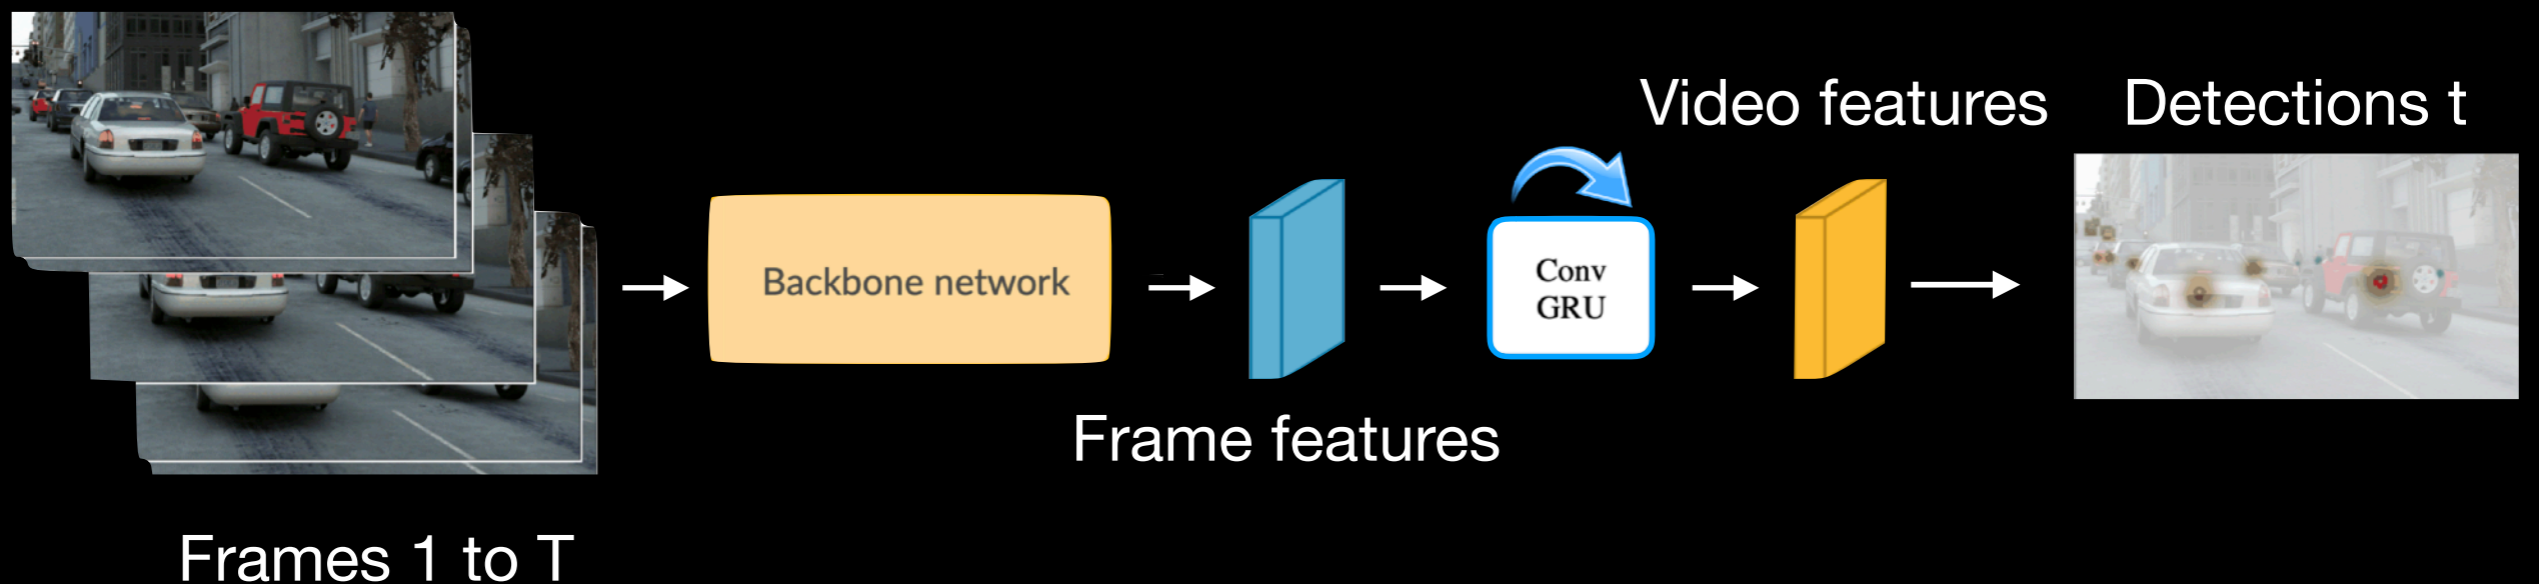 Video features
Detections t
Backbone network
Conv
GRU
Frame features
Frames 1 to T